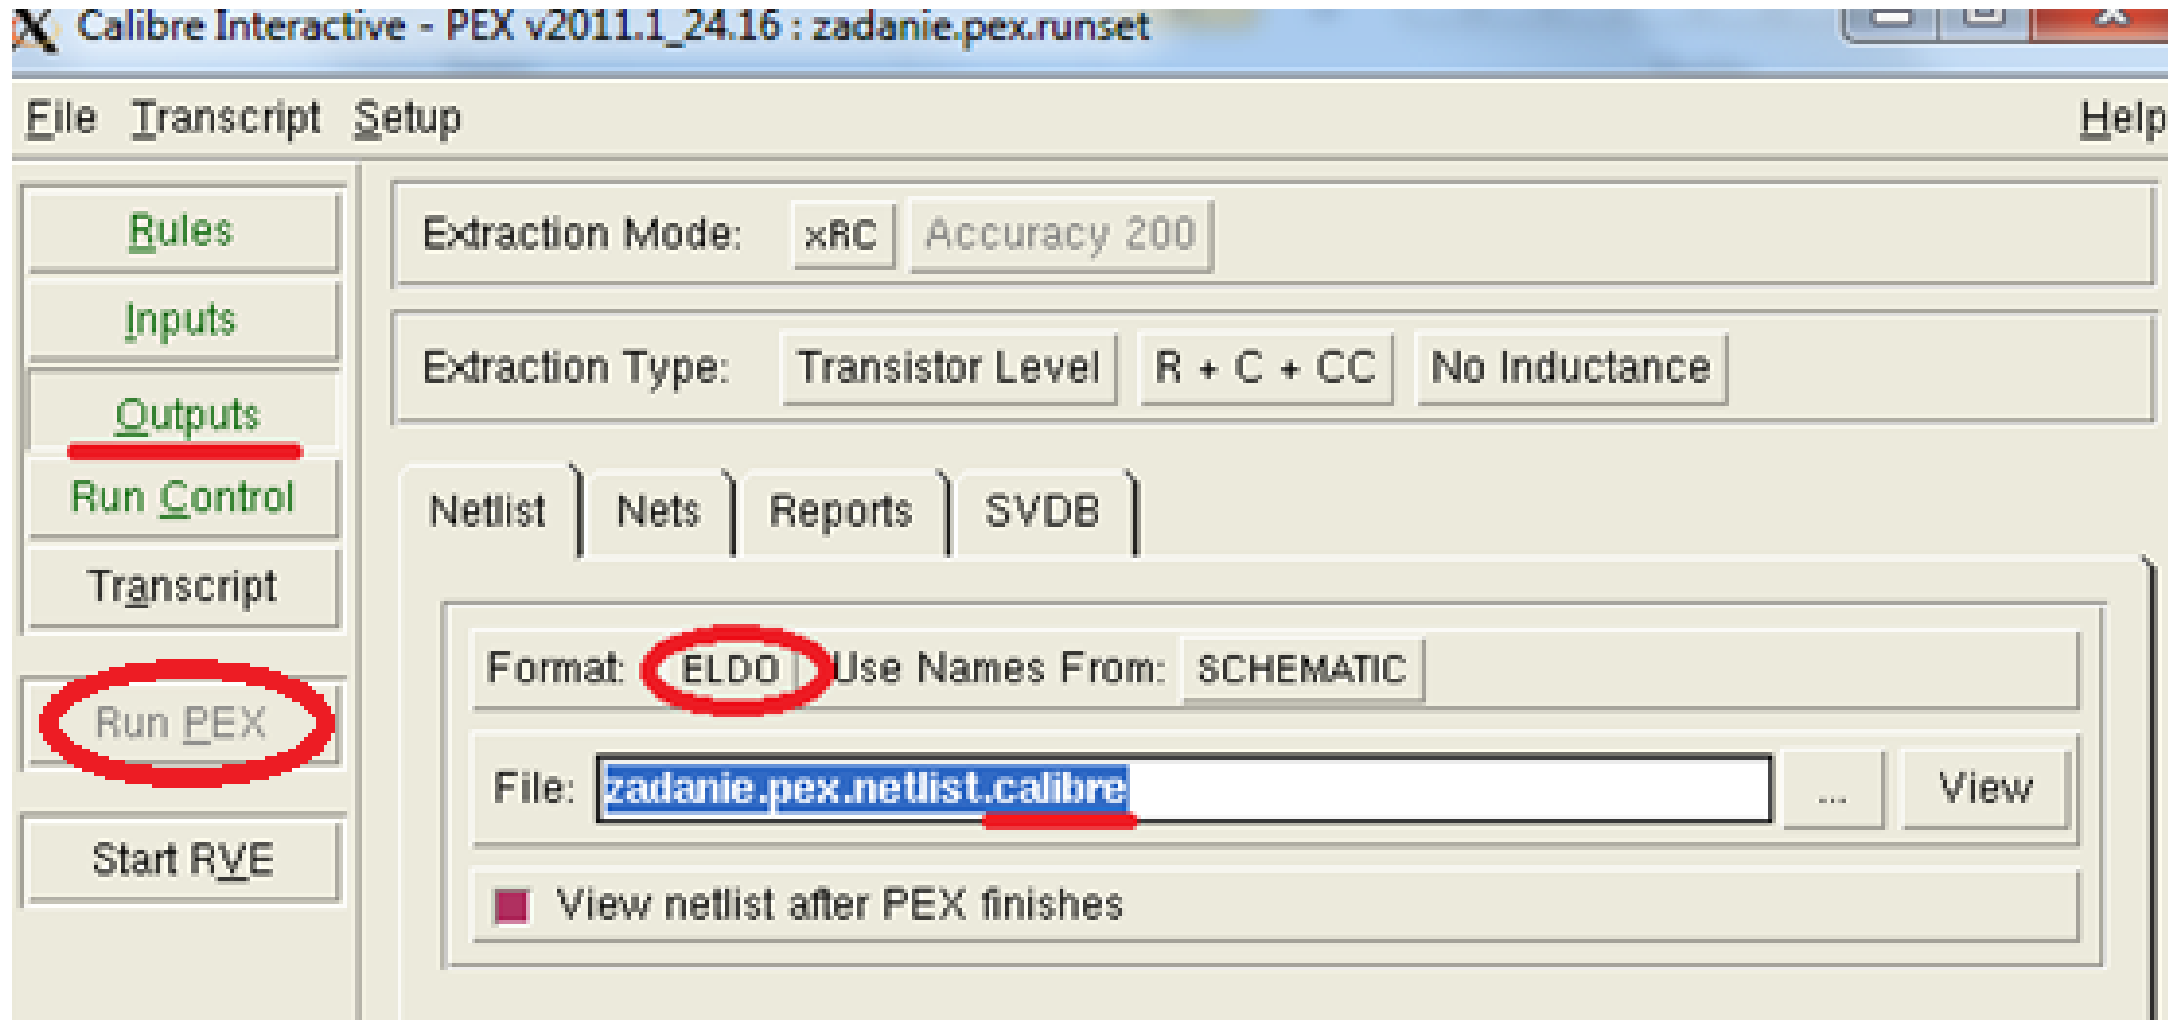 Calibre Interactive - PEX v2011.1_24.16 : zadanie.pex.runset
File Transcript Setup Help
Rules
Inputs
Outputs
Run Control
Transcript
Run PEX
Start RVE
Extraction Mode: xRC Accuracy 200
Extraction Type: Transistor Level R + C + CC No Inductance
Netlist Nets Reports SVDB
Format: ELDO Use Names From: SCHEMATIC
File: zadanie.pex.netlist.calibre ... View
View netlist after PEX finishes